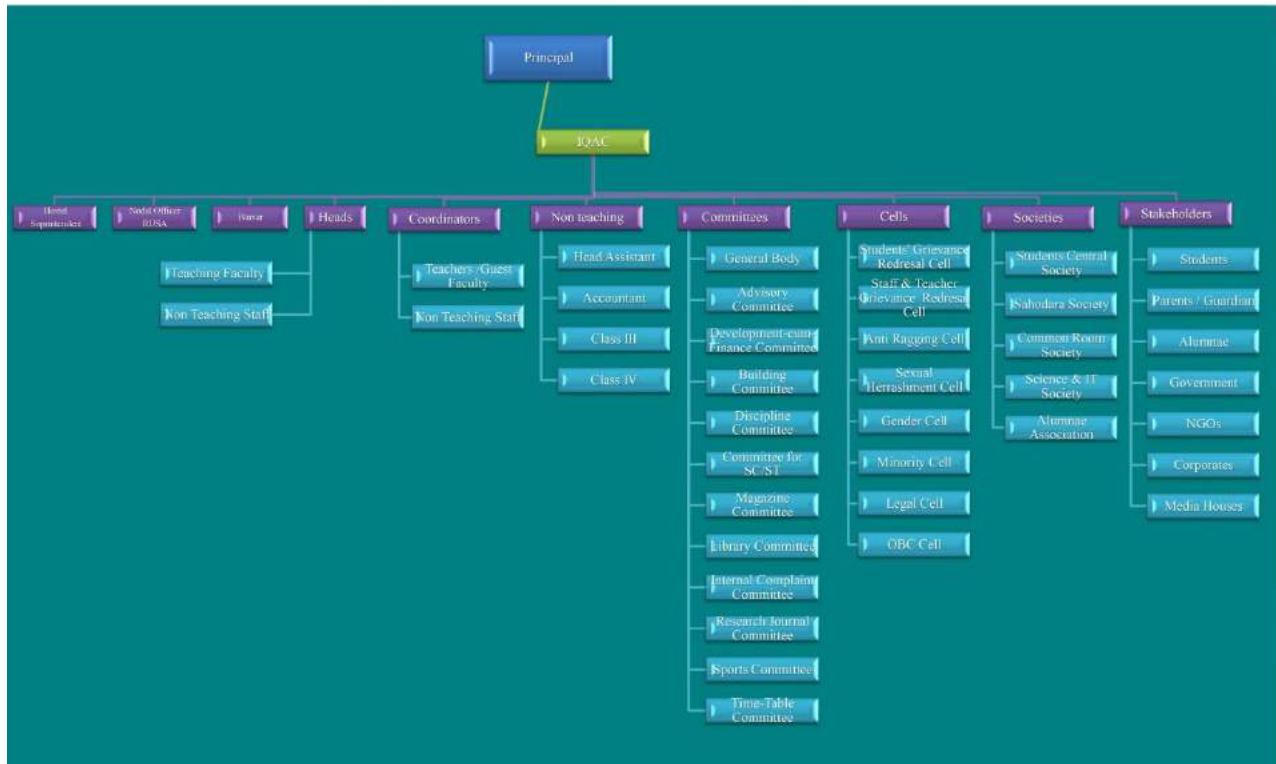 Principal
IQAC
Hostel
Nodal Officer
RUSA
Bursar
Heads
Coordinators
Non teaching
Committees
Cells
Societies
Stakeholders
Teaching Faculty
Non Teaching Staff
Teachers /Guest
Faculty
Non Teaching Staff
Head Assistant
Accountant
Class III
Class IV
General Body
Advisory
Committee
Development-cum-
Finance Committee
Building
Committee
Discipline
Committee
Committee for
SC/ST
Magazine
Committee
Library Committee
Internal Complaint
Committee
Research Journal
Committee
Sports Committee
Time-Table
Committee
Students' Grievance
Redresal Cell
Staff & Teacher
Grievance Redresal
Cell
Anti Ragging Cell
Sexual
Herrashment Cell
Gender Cell
Minority Cell
Legal Cell
OBC Cell
Students Central
Society
Sahodara Society
Common Room
Society
Science & IT
Society
Alumnae
Association
Students
Parents / Guardian
Alumnae
Government
NGOs
Corporates
Media Houses